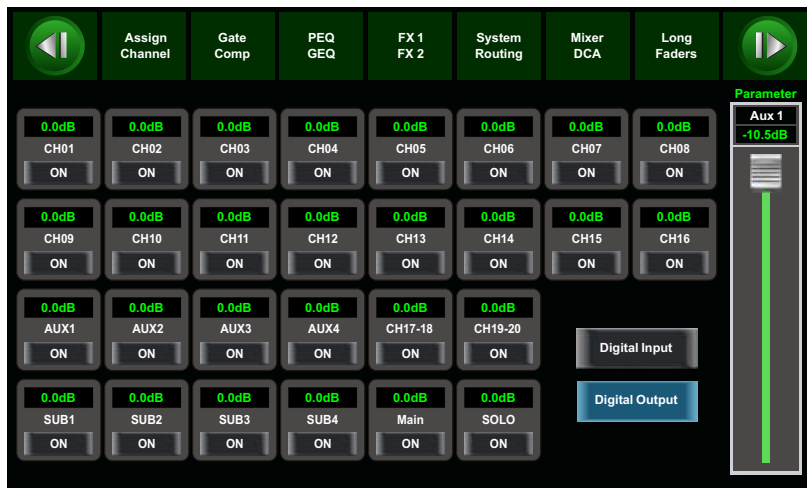 Assign Channel
Gate Comp
PEQ GEQ
FX 1 FX 2
System Routing
Mixer DCA
Long Faders
Parameter
Aux 1
-10.5dB
0.0dB 0.0dB 0.0dB 0.0dB 0.0dB 0.0dB 0.0dB 0.0dB
CH01 CH02 CH03 CH04 CH05 CH06 CH07 CH08
ON ON ON ON ON ON ON ON
0.0dB 0.0dB 0.0dB 0.0dB 0.0dB 0.0dB 0.0dB 0.0dB
CH09 CH10 CH11 CH12 CH13 CH14 CH15 CH16
ON ON ON ON ON ON ON ON
0.0dB 0.0dB 0.0dB 0.0dB 0.0dB 0.0dB
AUX1 AUX2 AUX3 AUX4 CH17-18 CH19-20
ON ON ON ON ON ON
Digital Input
0.0dB 0.0dB 0.0dB 0.0dB 0.0dB 0.0dB
SUB1 SUB2 SUB3 SUB4 Main SOLO
ON ON ON ON ON ON
Digital Output